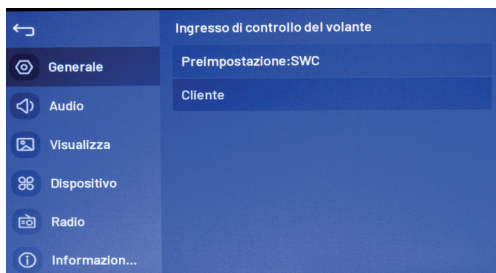 Ingresso di controllo del volante
Generale
Preimpostazione:SWC
Audio
Cliente
Visualizza
Dispositivo
Radio
Informazion...